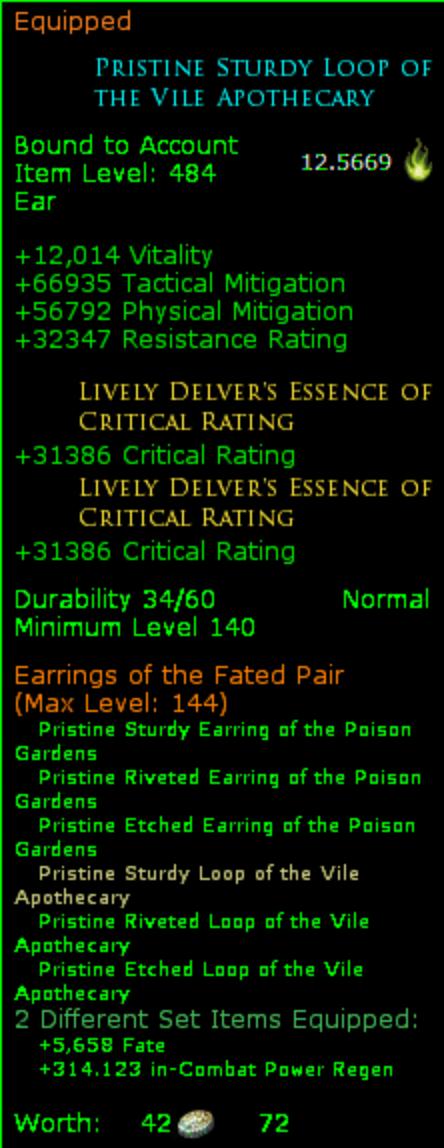 Equipped
Pristine Sturdy Loop of
the Vile Apothecary
Bound to Account
12.5669
Item Level: 484
Ear
+12,014 Vitality
+66935 Tactical Mitigation
+56792 Physical Mitigation
+32347 Resistance Rating
Lively Delver's Essence of
Critical Rating
+31386 Critical Rating
Lively Delver's Essence of
Critical Rating
+31386 Critical Rating
Durability 34/60 Normal
Minimum Level 140
Earrings of the Fated Pair
(Max Level: 144)
Pristine Sturdy Earring of the Poison
Gardens
Pristine Riveted Earring of the Poison
Gardens
Pristine Etched Earring of the Poison
Gardens
Pristine Sturdy Loop of the Vile
Apothecary
Pristine Riveted Loop of the Vile
Apothecary
Pristine Etched Loop of the Vile
Apothecary
2 Different Set Items Equipped:
+5,658 Fate
+314.123 in-Combat Power Regen
Worth: 42 72